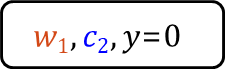 w₁, c₂, y=0